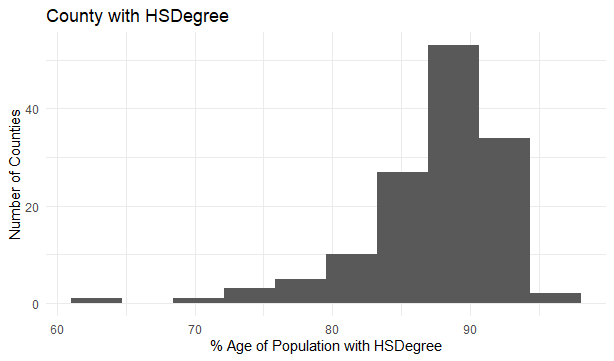 County with HSDegree
Number of Counties
40
20
0
60
70
80
90
% Age of Population with HSDegree